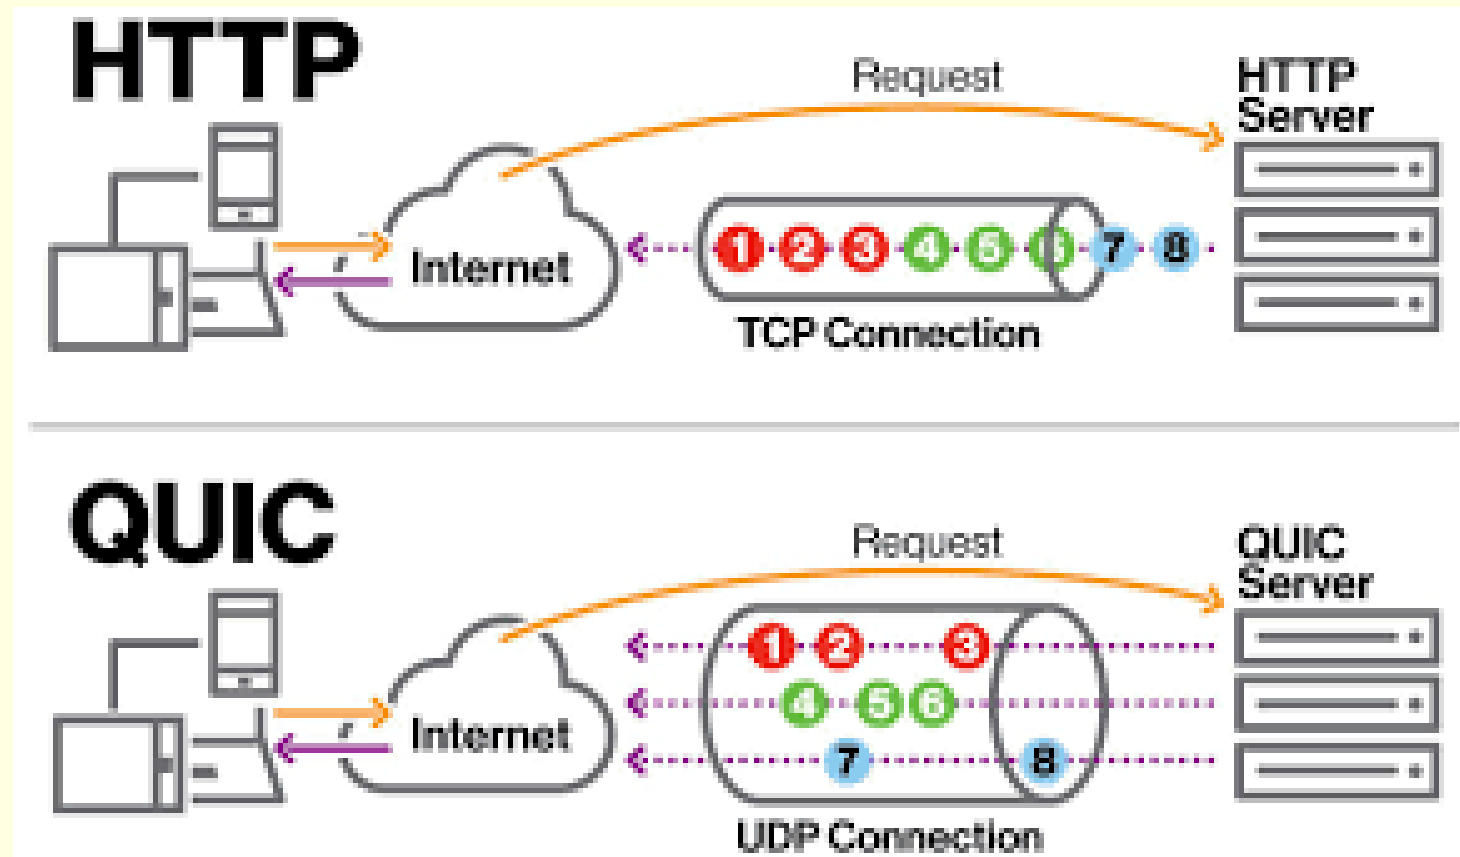 HTTP
Request
HTTP
Server
Internet
1 2 3 4 5 6 7 8
TCP Connection
QUIC
Request
QUIC
Server
1 2 3
4 5 6
Internet
7 8
UDP Connection